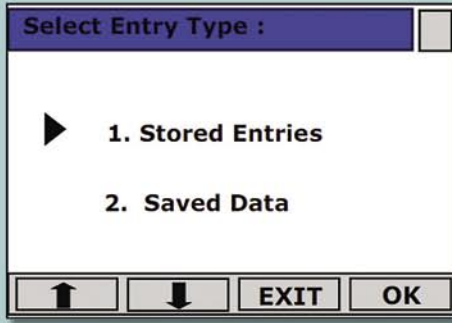 Select Entry Type :
1. Stored Entries
2. Saved Data
EXIT OK